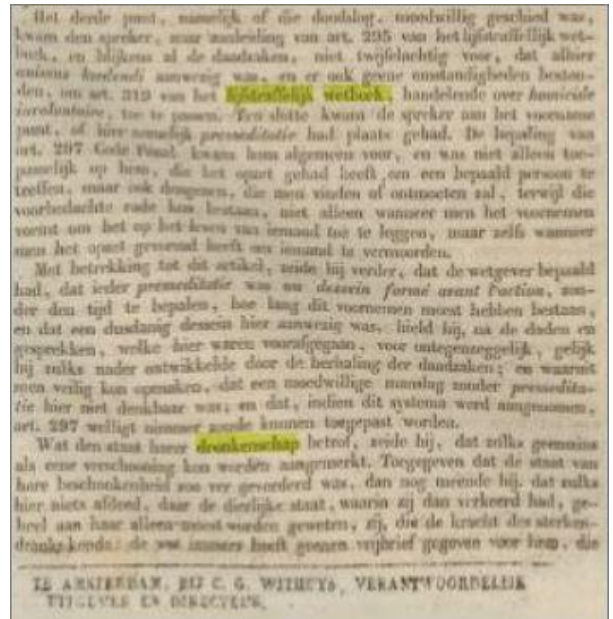 Het derde punt, namelijk of die doodslag, moedwillig geschied was,
kwam den spreker, naar aanleiding van art. 295 van het lijfstraffelijk wet-
boek, en blijkens al de daadzaken, niet twijfelachtig voor, dat alhier
animus laedendi aanwezig was, en er ook geene omstandigheden beston-
den, om art. 319 van het lijfstraffelijk wetboek, handelende over homicide
involontaire, toe te passen. Ten slotte kwam de spreker aan het voorname
punt, of hier namelijk premeditatie had plaats gehad. De bepaling van
art. 297 Code Penal kwam hem algemeen voor, en was niet alleen toe-
passelijk op hem, die het opzet gehad heeft om een bepaald persoon te
treffen, maar ook dengenen, die men vinden of ontmoeten zal, terwijl die
voorbedachte rade kan bestaan, niet alleen wanneer men het voornemen
vormt om het op het leven van iemand toe te leggen, maar zelfs wanneer
men het opzet gevormd heeft om iemand te verwonden.
Met betrekking tot dit artikel, zeide hij verder, dat de wetgever bepaald
had, dat ieder premeditatie was un dessein formé avant l'action, zon-
der den tijd te bepalen, hoe lang dit voornemen moest hebben bestaan,
en dat een dusdanig dessein hier aanwezig was, hield hij, na de daden en
gesprekken, welke hier waren voorafgegaan, voor ontegenzeggelijk, gelijk
hij zulks nader ontwikkelde door de herhaling der daadzaken; en waaruit
men veilig kon opmaken, dat een moedwillige manslag zonder premedita-
tie hier niet denkbaar was; en dat, indien dit systema werd aangenomen,
art. 297 welligt nimmer zoude kunnen toegepast worden.
Wat den staat harer dronkenschap betrof, zeide hij, dat zulks geenszins
als eene verschooning kon worden aangemerkt. Toegegeven dat de staat van
hare beschonkenheid zoo ver gevorderd was, dan nog meende hij, dat zulks
hier niets afdeed, daar de dierlijke staat, waarin zij dan verkeerd had, ge-
heel aan haar alleen moest worden geweten, zij, die de kracht des sterken-
dranks kende: de wet immers heeft geenen vrijbrief gegeven voor hem, die
TE AMSTERDAM, BIJ C. G. WITHUYS, VERANTWOORDELIJK
UITGEVER EN DIRECTEUR.